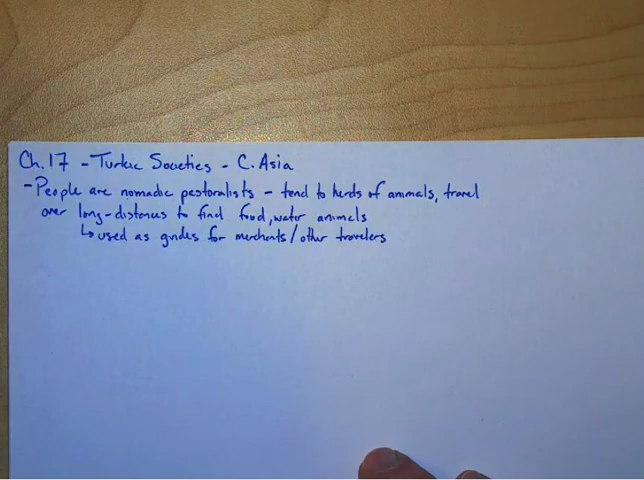 Ch. 17 - Turkic Societies - C. Asia
- People are nomadic pastoralists - tend to herds of animals, travel
over long-distances to find food, water animals
↳ used as guides for merchants / other travelers